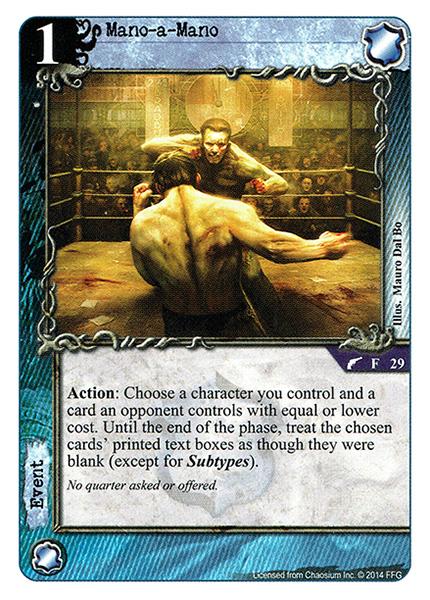 1
Mano-a-Mano
Illus. Mauro Dal Bo
F 29
Action: Choose a character you control and a
card an opponent controls with equal or lower
cost. Until the end of the phase, treat the chosen
cards' printed text boxes as though they were
blank (except for Subtypes).
No quarter asked or offered.
Event
Licensed from Chaosium Inc. © 2014 FFG